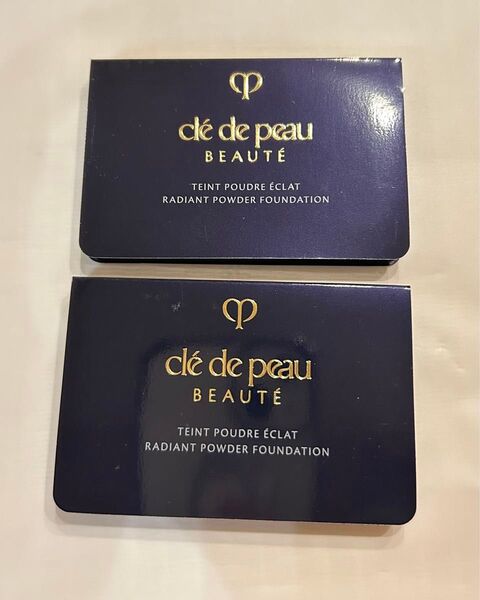 clé de peau
BEAUTÉ
TEINT POUDRE ÉCLAT
RADIANT POWDER FOUNDATION
clé de peau
BEAUTÉ
TEINT POUDRE ÉCLAT
RADIANT POWDER FOUNDATION